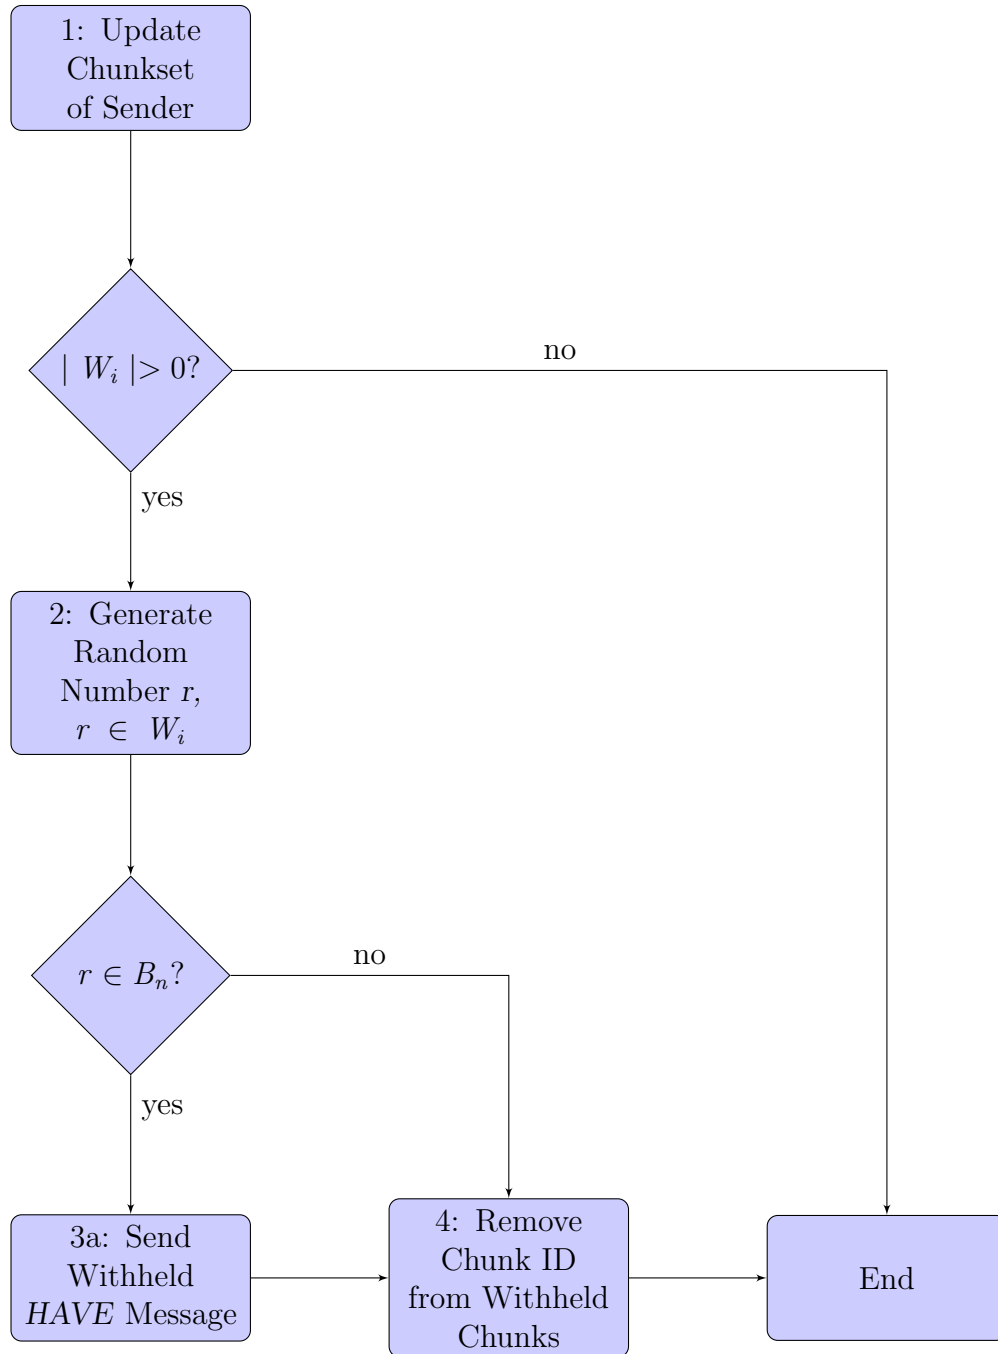 1: Update
Chunkset
of Sender
| W_i |> 0?
no
yes
2: Generate
Random
Number r,
r ∈ W_i
r ∈ B_n?
no
yes
3a: Send
Withheld
HAVE Message
4: Remove
Chunk ID
from Withheld
Chunks
End